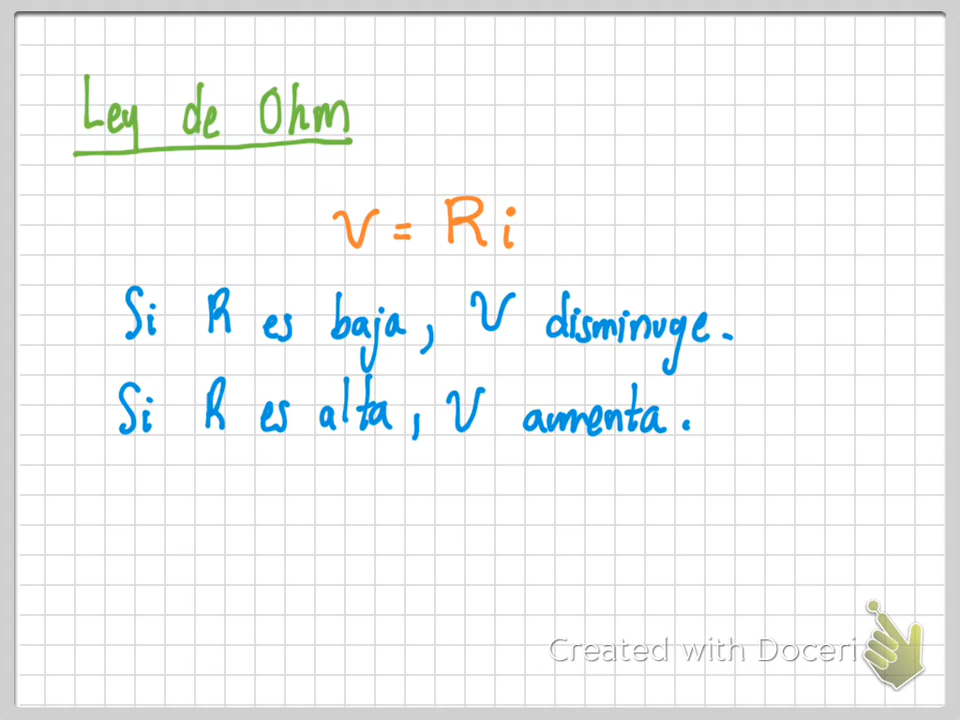 Ley de Ohm
V = Ri
Si R es baja, V disminuye.
Si R es alta, V aumenta.
Created with Doceri